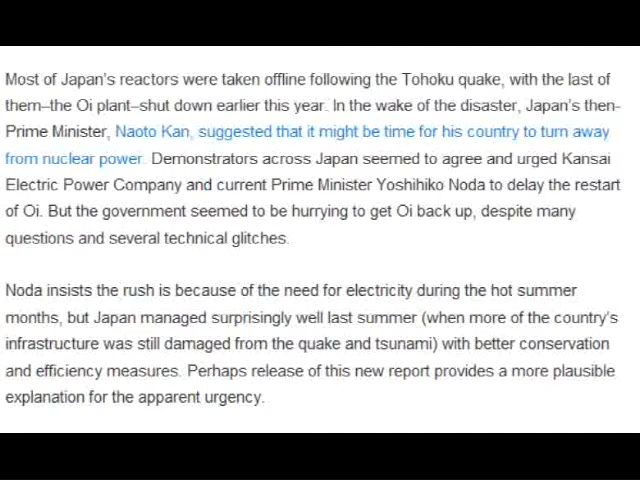 Most of Japan's reactors were taken offline following the Tohoku quake, with the last of
them–the Oi plant–shut down earlier this year. In the wake of the disaster, Japan's then-
Prime Minister, Naoto Kan, suggested that it might be time for his country to turn away
from nuclear power. Demonstrators across Japan seemed to agree and urged Kansai
Electric Power Company and current Prime Minister Yoshihiko Noda to delay the restart
of Oi. But the government seemed to be hurrying to get Oi back up, despite many
questions and several technical glitches.
Noda insists the rush is because of the need for electricity during the hot summer
months, but Japan managed surprisingly well last summer (when more of the country's
infrastructure was still damaged from the quake and tsunami) with better conservation
and efficiency measures. Perhaps release of this new report provides a more plausible
explanation for the apparent urgency.